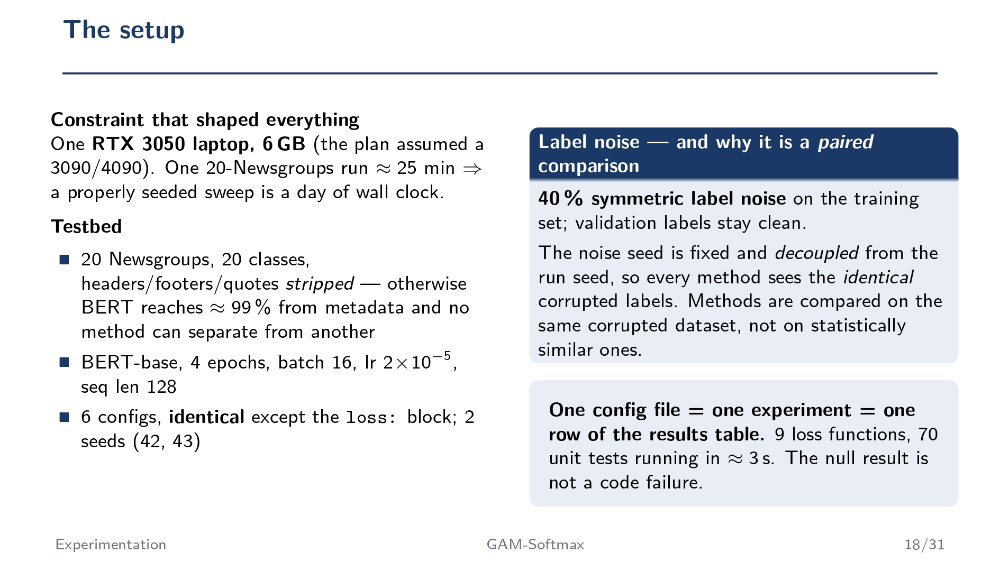 The setup
Constraint that shaped everything
One RTX 3050 laptop, 6 GB (the plan assumed a
3090/4090). One 20-Newsgroups run ≈ 25 min ⇒
a properly seeded sweep is a day of wall clock.
Testbed
■ 20 Newsgroups, 20 classes,
headers/footers/quotes stripped — otherwise
BERT reaches ≈ 99 % from metadata and no
method can separate from another
■ BERT-base, 4 epochs, batch 16, lr 2×10⁻⁵,
seq len 128
■ 6 configs, identical except the loss: block; 2
seeds (42, 43)
Label noise — and why it is a paired
comparison
40 % symmetric label noise on the training
set; validation labels stay clean.
The noise seed is fixed and decoupled from the
run seed, so every method sees the identical
corrupted labels. Methods are compared on the
same corrupted dataset, not on statistically
similar ones.
One config file = one experiment = one
row of the results table. 9 loss functions, 70
unit tests running in ≈ 3 s. The null result is
not a code failure.
Experimentation
GAM-Softmax
18/31